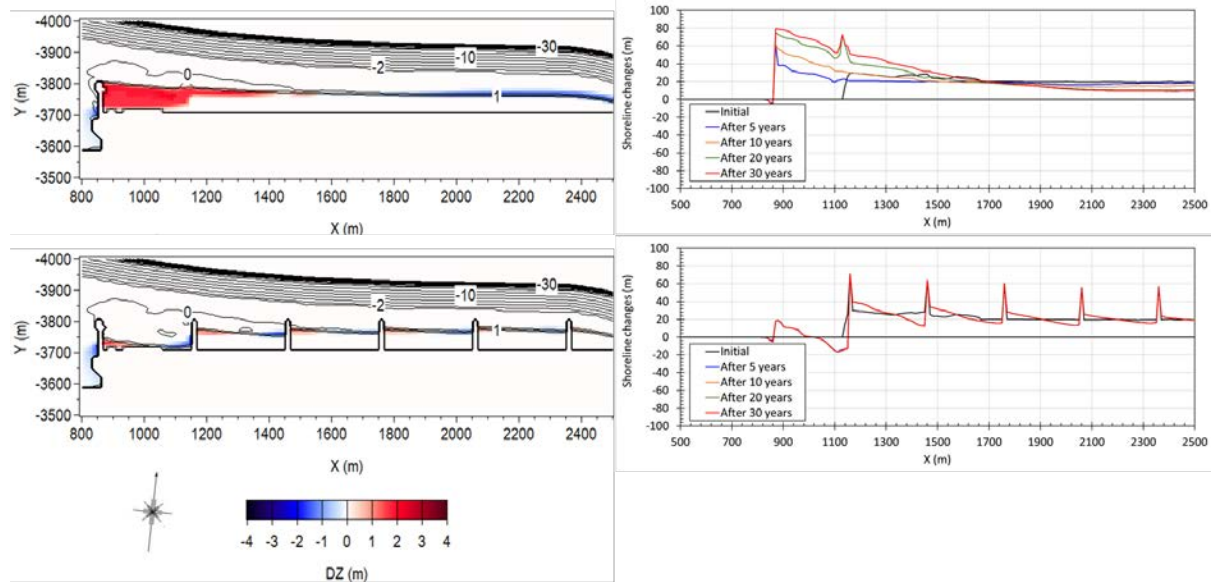 -4000
-3900
-3800
-3700
-3600
-3500
Y (m)
-30
-10
-2
0
1
800 1000 1200 1400 1600 1800 2000 2200 2400
X (m)
100
80
60
40
20
0
-20
-40
-60
-80
-100
Shoreline changes (m)
Initial
After 5 years
After 10 years
After 20 years
After 30 years
500 700 900 1100 1300 1500 1700 1900 2100 2300 2500
X (m)
-4000
-3900
-3800
-3700
-3600
-3500
Y (m)
-30
-10
-2
0
1
800 1000 1200 1400 1600 1800 2000 2200 2400
X (m)
100
80
60
40
20
0
-20
-40
-60
-80
-100
Shoreline changes (m)
Initial
After 5 years
After 10 years
After 20 years
After 30 years
500 700 900 1100 1300 1500 1700 1900 2100 2300 2500
X (m)
-4 -3 -2 -1 0 1 2 3 4
DZ (m)